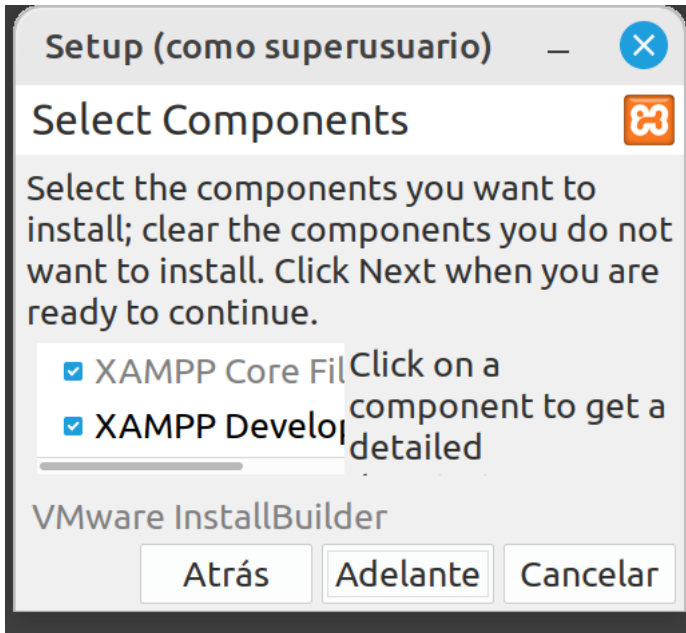 Setup (como superusuario)
Select Components
Select the components you want to
install; clear the components you do not
want to install. Click Next when you are
ready to continue.
XAMPP Core Fil
XAMPP Develop
Click on a
component to get a
detailed
VMware InstallBuilder
Atrás
Adelante
Cancelar